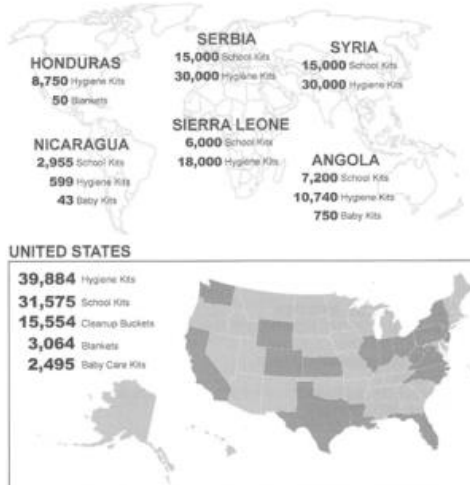 HONDURAS
8,750 Hygiene Kits
50 Blankets
SERBIA
15,000 School Kits
30,000 Hygiene Kits
SYRIA
15,000 School Kits
30,000 Hygiene Kits
NICARAGUA
2,955 School Kits
599 Hygiene Kits
43 Baby Kits
SIERRA LEONE
6,000 School Kits
18,000 Hygiene Kits
ANGOLA
7,200 School Kits
10,740 Hygiene Kits
750 Baby Kits
UNITED STATES
39,884 Hygiene Kits
31,575 School Kits
15,554 Cleanup Buckets
3,064 Blankets
2,495 Baby Care Kits